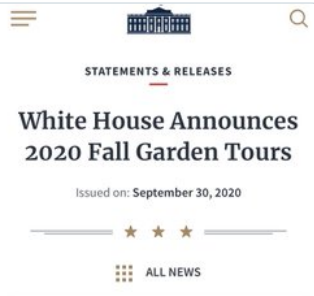 STATEMENTS & RELEASES
White House Announces
2020 Fall Garden Tours
Issued on: September 30, 2020
ALL NEWS